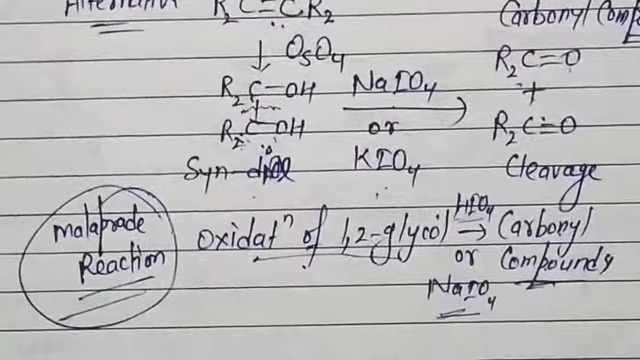 Alternative
R₂C=CR₂
Carbonyl Comp
↓ OsO₄
R₂C=O
R₂C-OH NaIO₄
+
R₂C-OH or
R₂C=O
Syn-diol KIO₄ Cleavage
Malaprade
Reaction
Oxidatⁿ of 1,2-glycol HIO₄ → Carbonyl
or Compounds
NaIO₄